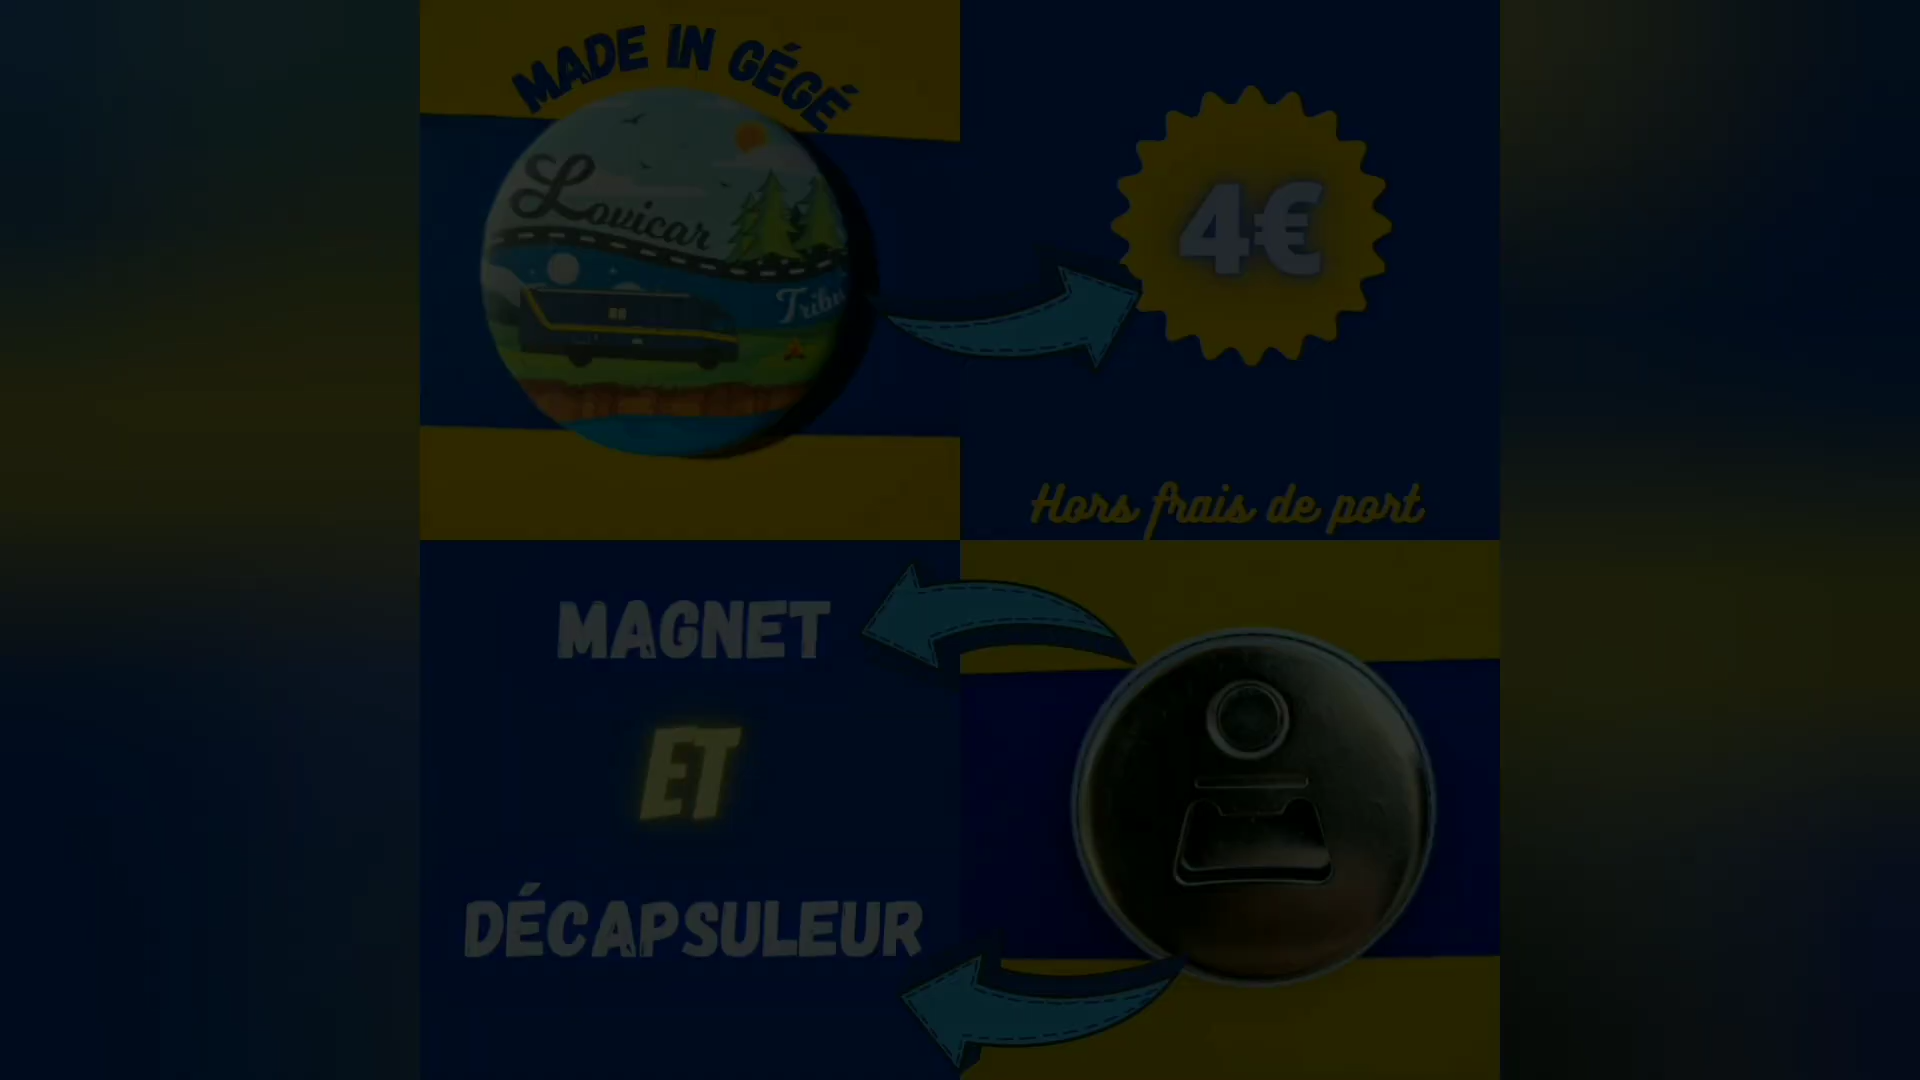 MADE IN GÉGÉ
Lovicar
Tribu
4€
Hors frais de port
MAGNET
ET
DÉCAPSULEUR